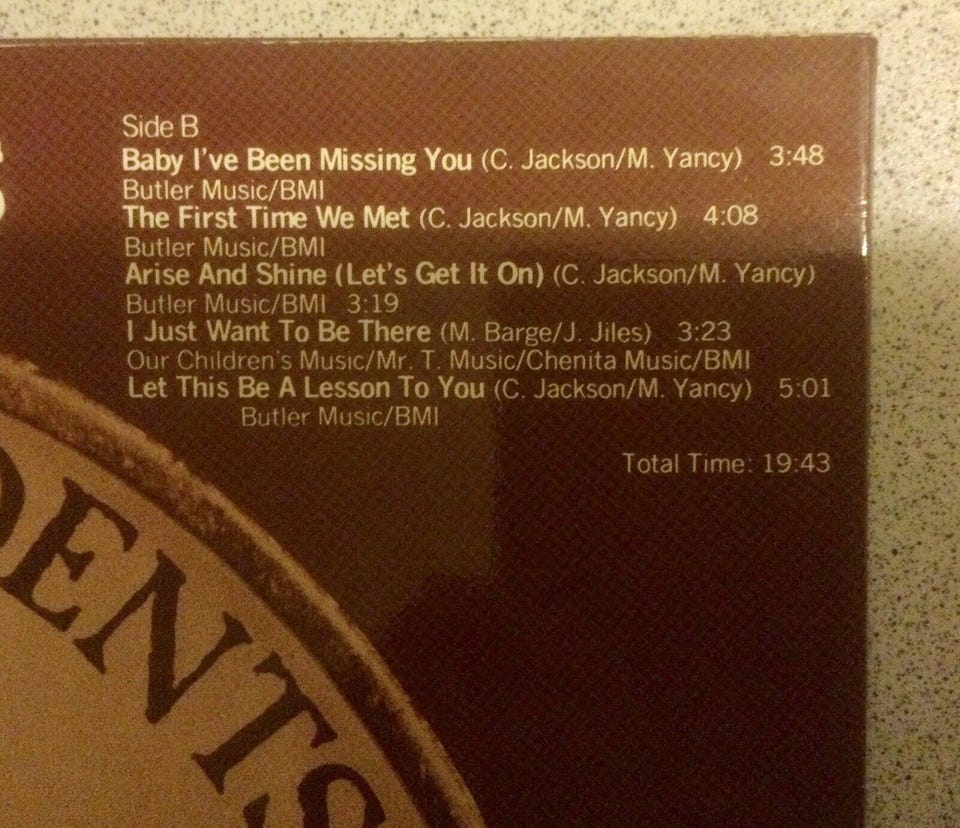 Side B
Baby I've Been Missing You (C. Jackson/M. Yancy) 3:48
Butler Music/BMI
The First Time We Met (C. Jackson/M. Yancy) 4:08
Butler Music/BMI
Arise And Shine (Let's Get It On) (C. Jackson/M. Yancy)
Butler Music/BMI 3:19
I Just Want To Be There (M. Barge/J. Jiles) 3:23
Our Children's Music/Mr. T. Music/Chenita Music/BMI
Let This Be A Lesson To You (C. Jackson/M. Yancy) 5:01
Butler Music/BMI
Total Time: 19:43
DENTS